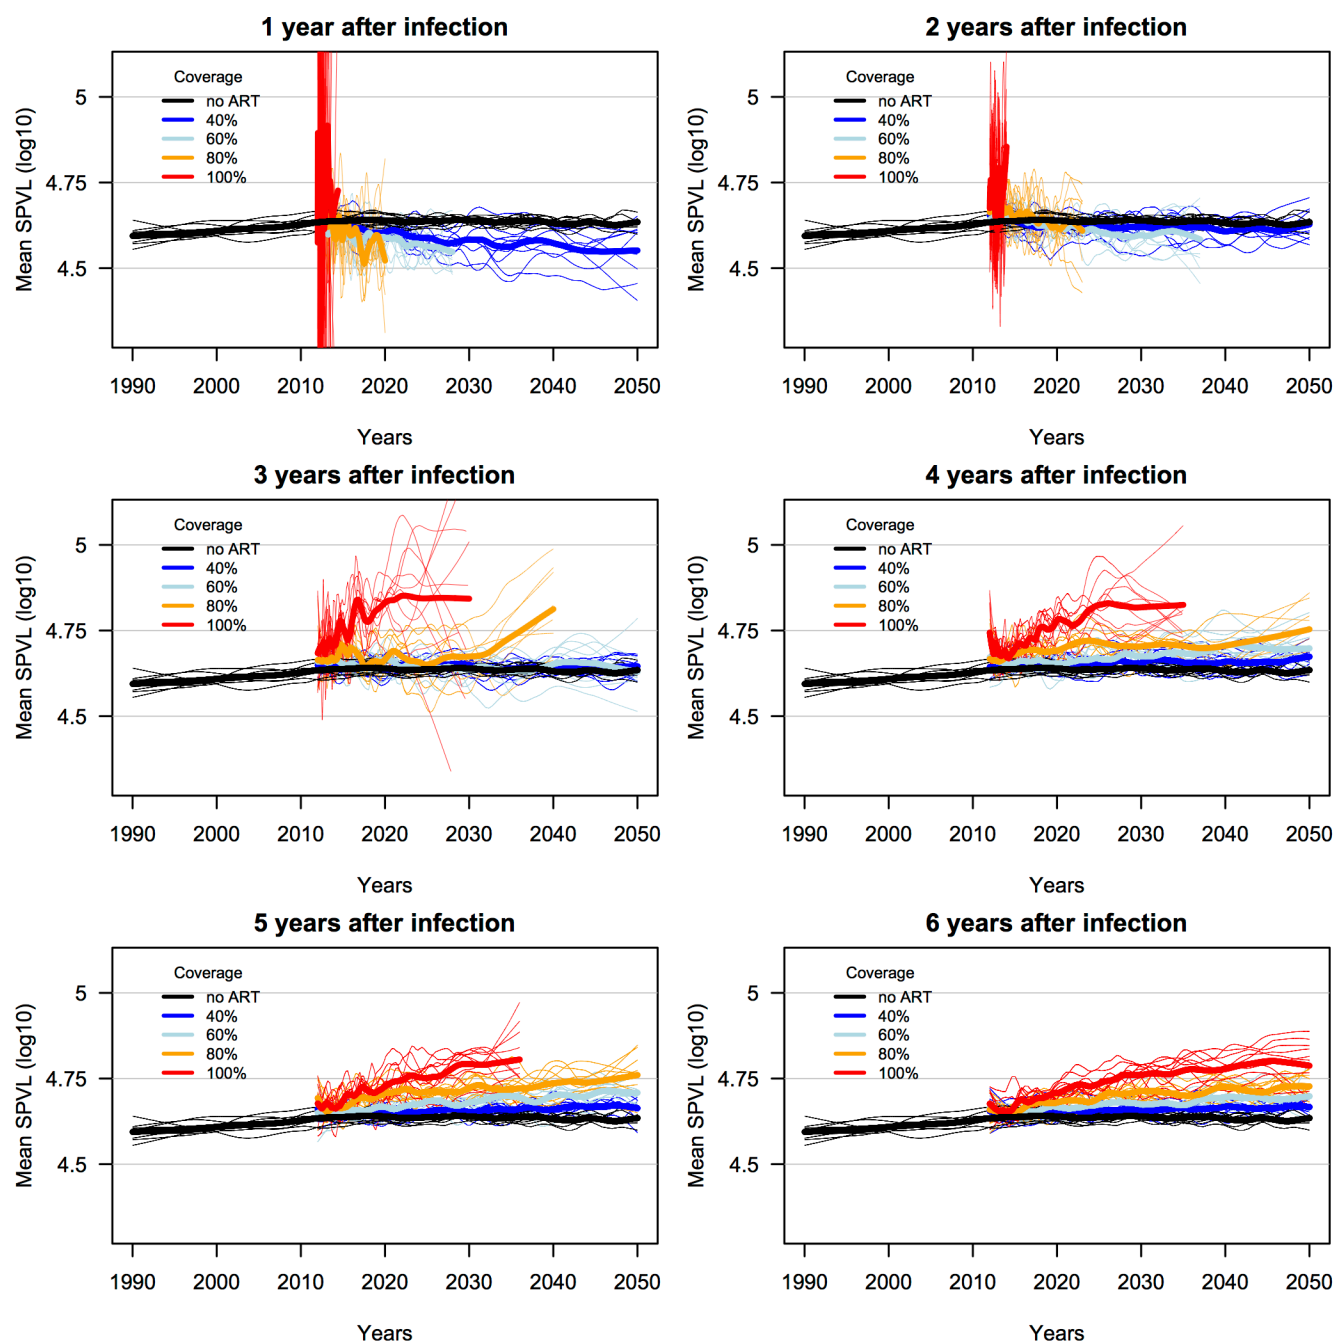 1 year after infection
Mean SPVL (log10)
5
4.75
4.5
Coverage
no ART
40%
60%
80%
100%
1990 2000 2010 2020 2030 2040 2050
Years
2 years after infection
Mean SPVL (log10)
5
4.75
4.5
Coverage
no ART
40%
60%
80%
100%
1990 2000 2010 2020 2030 2040 2050
Years
3 years after infection
Mean SPVL (log10)
5
4.75
4.5
Coverage
no ART
40%
60%
80%
100%
1990 2000 2010 2020 2030 2040 2050
Years
4 years after infection
Mean SPVL (log10)
5
4.75
4.5
Coverage
no ART
40%
60%
80%
100%
1990 2000 2010 2020 2030 2040 2050
Years
5 years after infection
Mean SPVL (log10)
5
4.75
4.5
Coverage
no ART
40%
60%
80%
100%
1990 2000 2010 2020 2030 2040 2050
Years
6 years after infection
Mean SPVL (log10)
5
4.75
4.5
Coverage
no ART
40%
60%
80%
100%
1990 2000 2010 2020 2030 2040 2050
Years